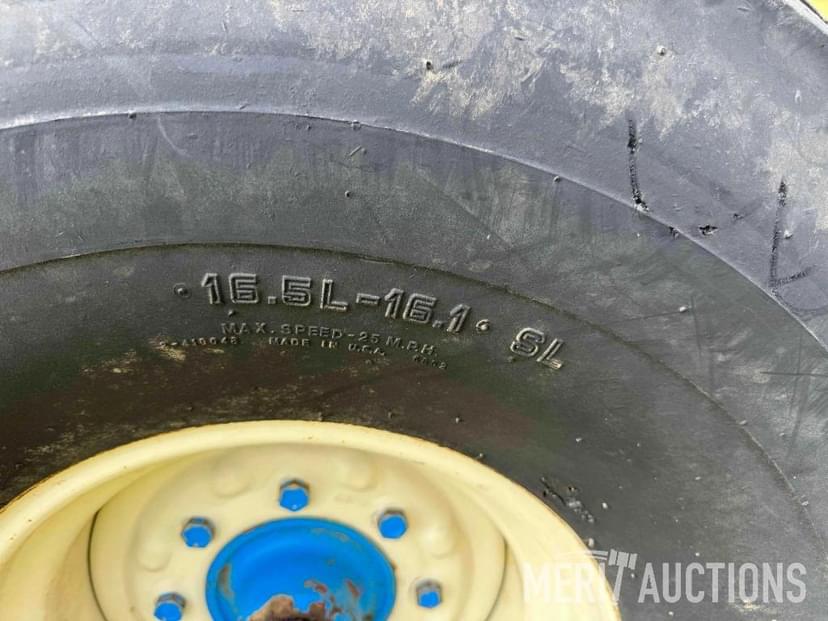 ·16.5L-16.1· SL
MAX. SPEED-25 M.P.H.
MADE IN U.S.A.
MERIT AUCTIONS